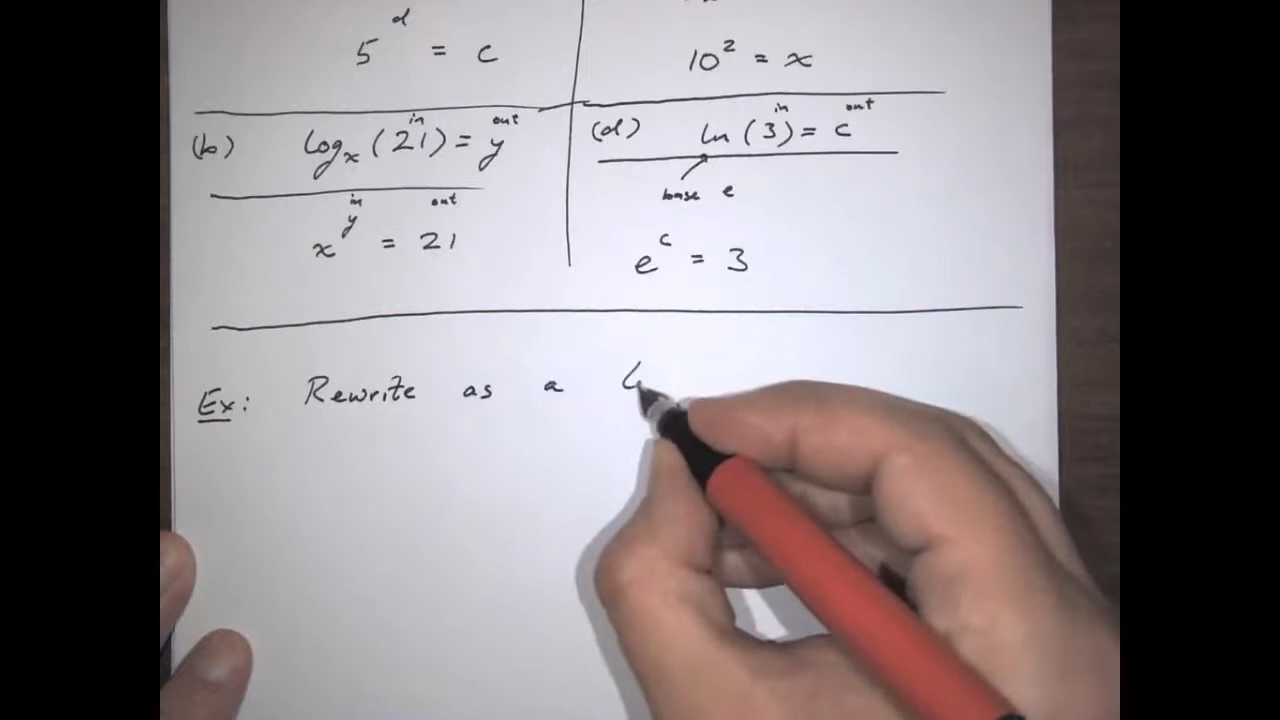 5^d = c
10^2 = x
(b) log_x (21) = y
in out
x^y = 21
in out
(d) ln (3) = c
in out
base e
e^c = 3
Ex: Rewrite as a